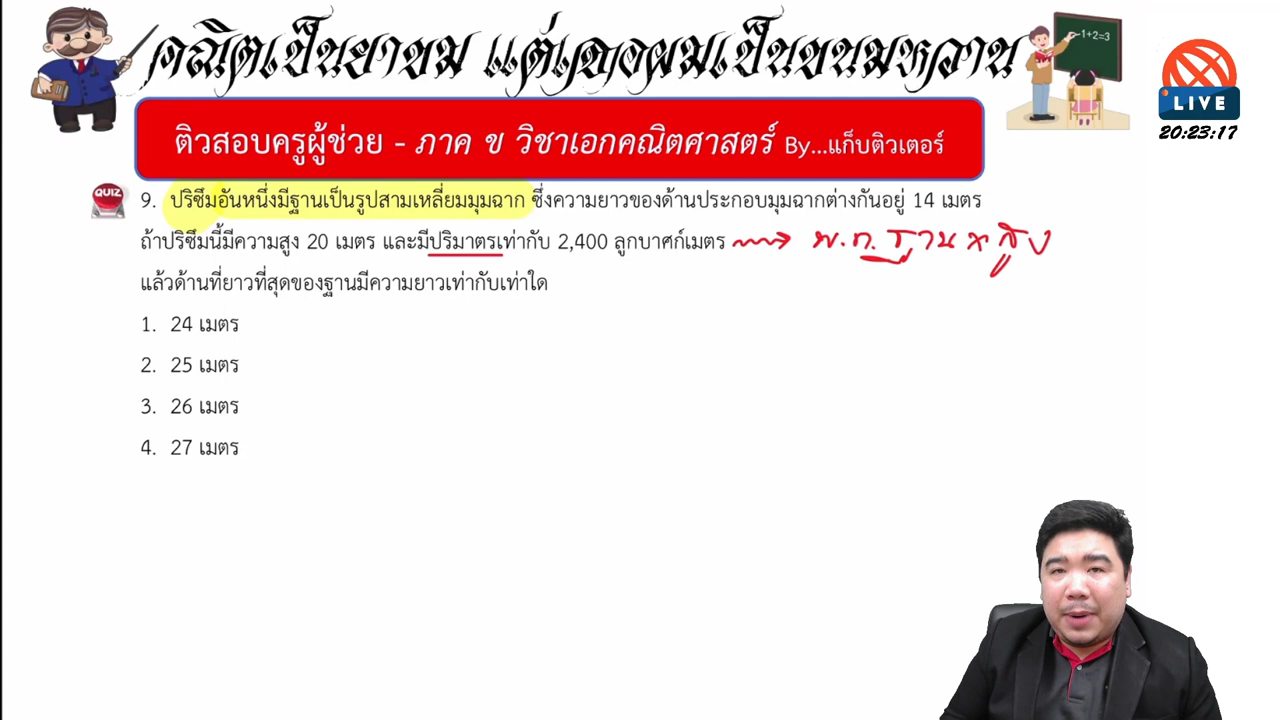 คณิตเป็นยาขม แต่เจอผมเป็นขนมหวาน
-1+2=3
LIVE
20:23:17
ติวสอบครูผู้ช่วย - ภาค ข วิชาเอกคณิตศาสตร์ By...แก็บติวเตอร์
QUIZ
9. ปริซึมอันหนึ่งมีฐานเป็นรูปสามเหลี่ยมมุมฉาก ซึ่งความยาวของด้านประกอบมุมฉากต่างกันอยู่ 14 เมตร
ถ้าปริซึมนี้มีความสูง 20 เมตร และมีปริมาตรเท่ากับ 2,400 ลูกบาศก์เมตร พ.ท.ฐาน x สูง
แล้วด้านที่ยาวที่สุดของฐานมีความยาวเท่ากับเท่าใด
1. 24 เมตร
2. 25 เมตร
3. 26 เมตร
4. 27 เมตร